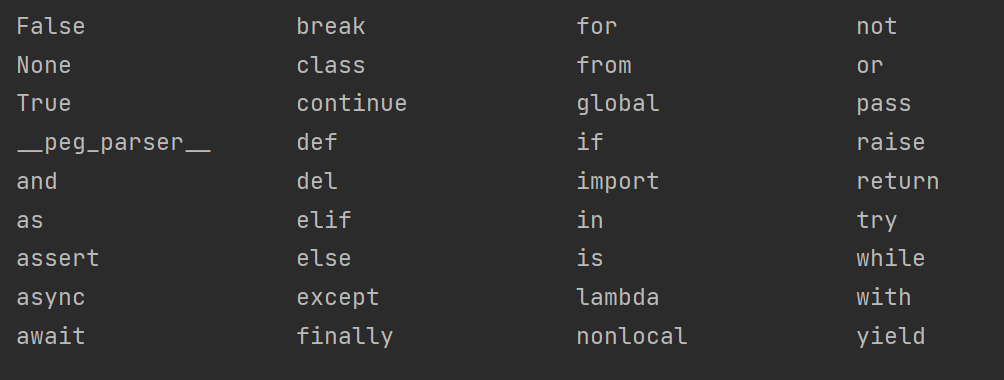 False break for not
None class from or
True continue global pass
__peg_parser__ def if raise
and del import return
as elif in try
assert else is while
async except lambda with
await finally nonlocal yield